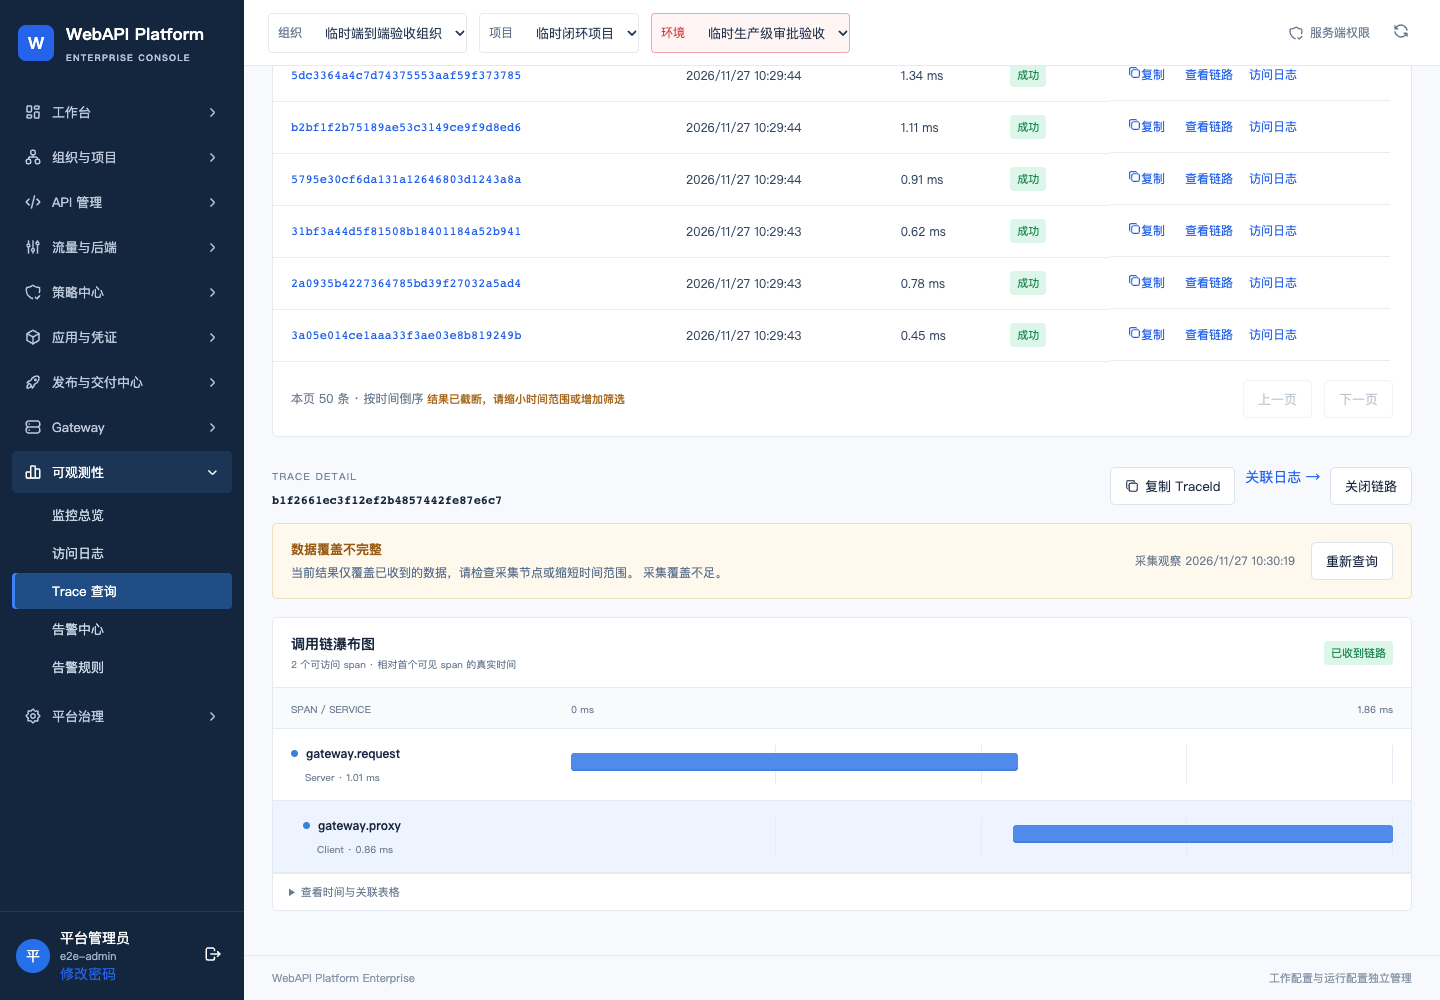 W
WebAPI Platform
ENTERPRISE CONSOLE
工作台
组织与项目
API 管理
流量与后端
策略中心
应用与凭证
发布与交付中心
Gateway
可观测性
监控总览
访问日志
Trace 查询
告警中心
告警规则
平台治理
平
平台管理员
e2e-admin
修改密码
组织 临时端到端验收组织
项目 临时闭环项目
环境 临时生产级审批验收
服务端权限
5dc3364a4c7d74375553aaf59f373785 2026/11/27 10:29:44 1.34 ms 成功 复制 查看链路 访问日志
b2bf1f2b75189ae53c3149ce9f9d8ed6 2026/11/27 10:29:44 1.11 ms 成功 复制 查看链路 访问日志
5795e30cf6da131a12646803d1243a8a 2026/11/27 10:29:44 0.91 ms 成功 复制 查看链路 访问日志
31bf3a44d5f81508b18401184a52b941 2026/11/27 10:29:43 0.62 ms 成功 复制 查看链路 访问日志
2a0935b4227364785bd39f27032a5ad4 2026/11/27 10:29:43 0.78 ms 成功 复制 查看链路 访问日志
3a05e014ce1aaa33f3ae03e8b819249b 2026/11/27 10:29:43 0.45 ms 成功 复制 查看链路 访问日志
本页 50 条 · 按时间倒序 结果已截断，请缩小时间范围或增加筛选 上一页 下一页
TRACE DETAIL
b1f2661ec3f12ef2b4857442fe87e6c7
复制 TraceId 关联日志 → 关闭链路
数据覆盖不完整
当前结果仅覆盖已收到的数据，请检查采集节点或缩短时间范围。 采集覆盖不足。
采集观察 2026/11/27 10:30:19 重新查询
调用链瀑布图
2 个可访问 span · 相对首个可见 span 的真实时间
已收到链路
SPAN / SERVICE 0 ms 1.86 ms
gateway.request
Server · 1.01 ms
gateway.proxy
Client · 0.86 ms
▶ 查看时间与关联表格
WebAPI Platform Enterprise 工作配置与运行配置独立管理